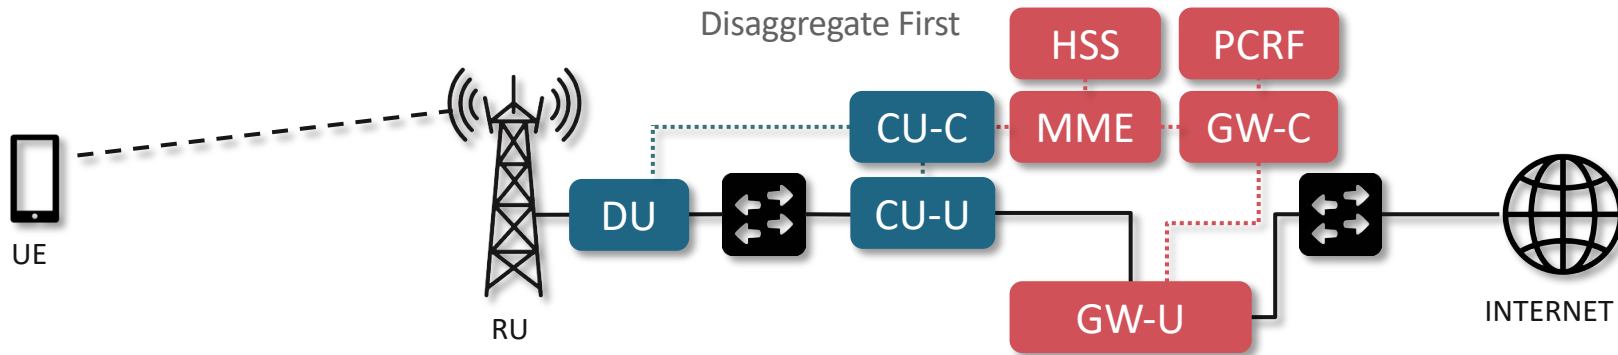 Disaggregate First
HSS
PCRF
CU-C
MME
GW-C
UE
RU
DU
CU-U
GW-U
INTERNET